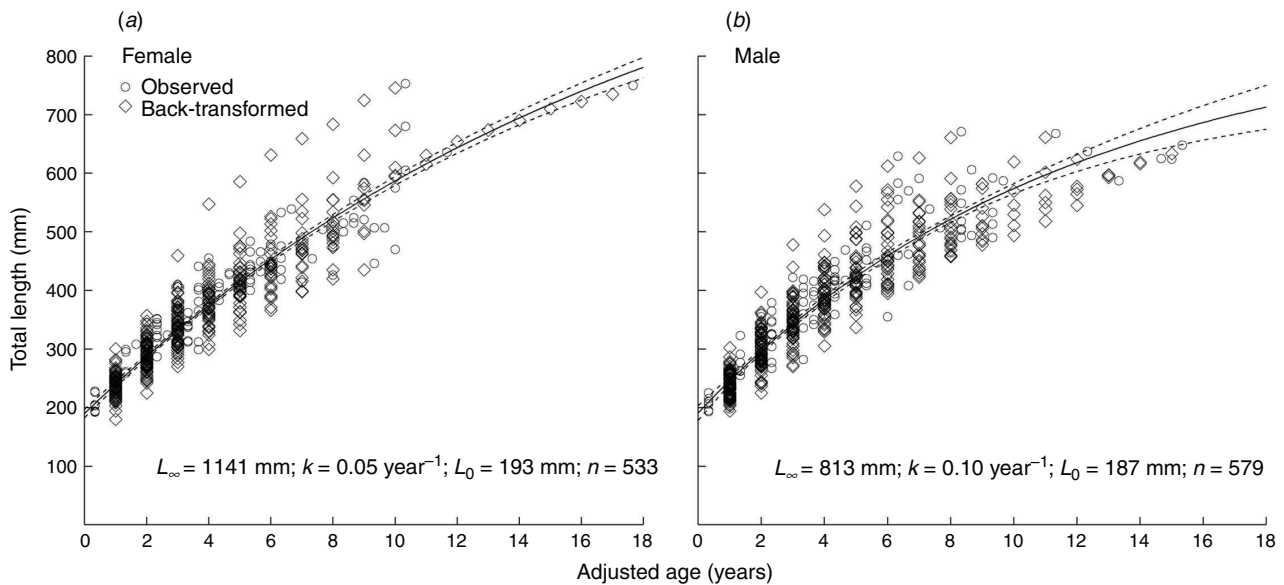 (a)
(b)
Female
Male
Observed
Back-transformed
Total length (mm)
800
700
600
500
400
300
200
100
L∞ = 1141 mm; k = 0.05 year⁻¹; L₀ = 193 mm; n = 533
L∞ = 813 mm; k = 0.10 year⁻¹; L₀ = 187 mm; n = 579
0 2 4 6 8 10 12 14 16 18
0 2 4 6 8 10 12 14 16 18
Adjusted age (years)